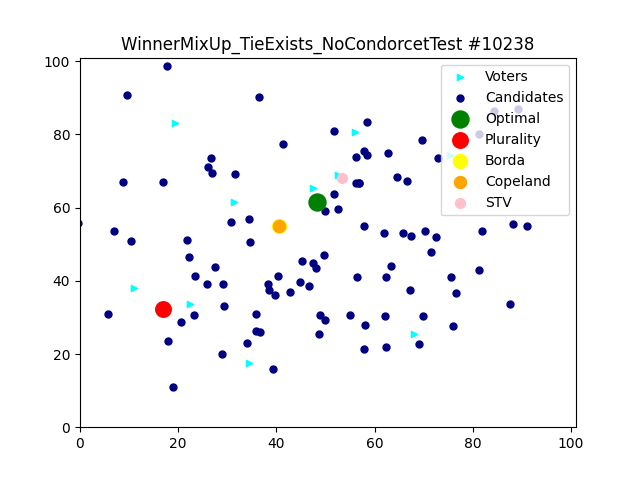 WinnerMixUp_TieExists_NoCondorcetTest #10238
100
80
60
40
20
0
0 20 40 60 80 100
Voters
Candidates
Optimal
Plurality
Borda
Copeland
STV